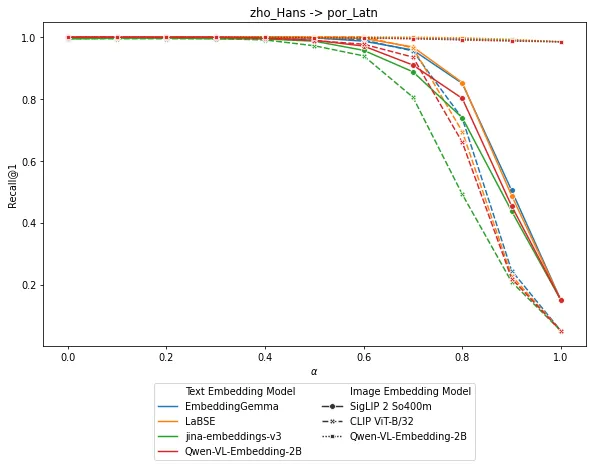 zho_Hans -> por_Latn
Recall@1
1.0
0.8
0.6
0.4
0.2
0.0 0.2 0.4 0.6 0.8 1.0
α
Text Embedding Model
EmbeddingGemma
LaBSE
jina-embeddings-v3
Qwen-VL-Embedding-2B
Image Embedding Model
SigLIP 2 So400m
CLIP ViT-B/32
Qwen-VL-Embedding-2B